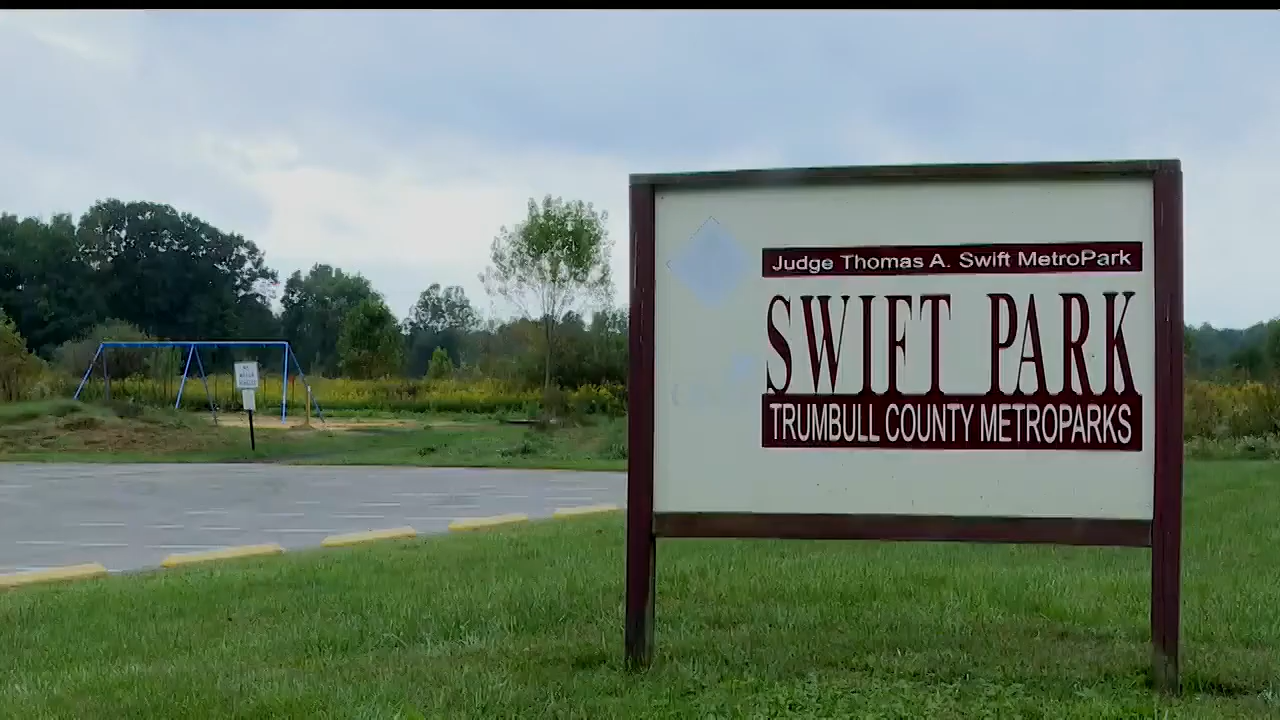 Judge Thomas A. Swift MetroPark
SWIFT PARK
TRUMBULL COUNTY METROPARKS